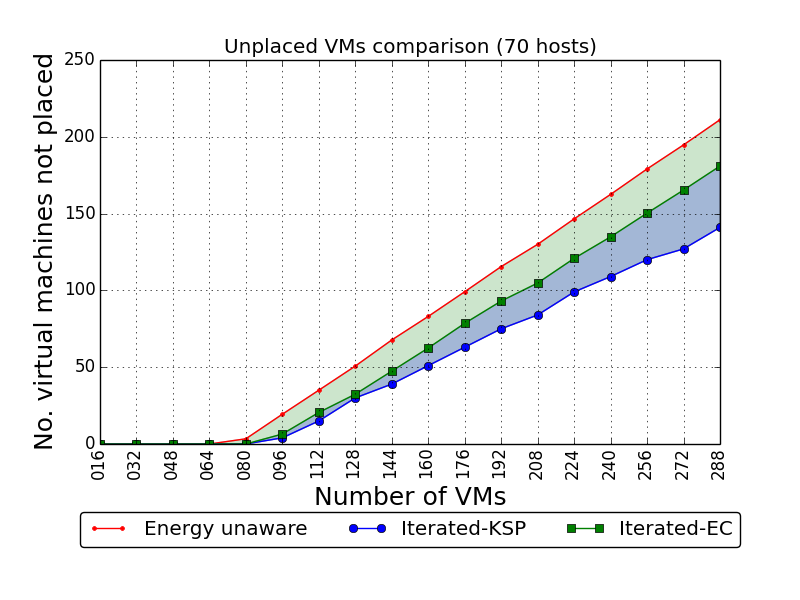 Unplaced VMs comparison (70 hosts)
No. virtual machines not placed
250
200
150
100
50
0
016 032 048 064 080 096 112 128 144 160 176 192 208 224 240 256 272 288
Number of VMs
Energy unaware Iterated-KSP Iterated-EC